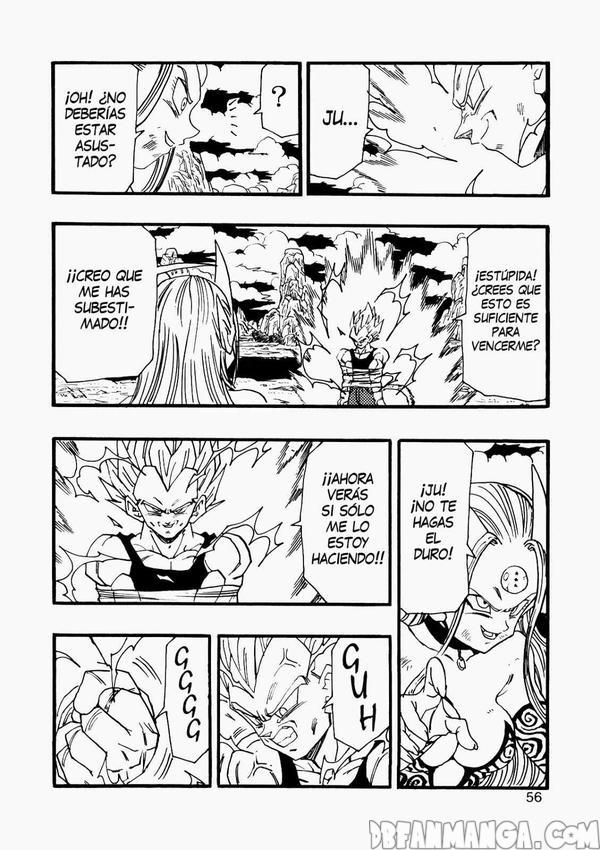 JU...
?
¡OH! ¿NO
DEBERÍAS
ESTAR
ASUS-
TADO?
¡ESTÚPIDA!
¿CREES QUE
ESTO ES
SUFICIENTE
PARA
VENCERME?
¡¡CREO QUE
ME HAS
SUBESTI-
MADO!!
¡JU!
¡NO TE
HAGAS
EL
DURO!
¡¡AHORA
VERÁS
SI SÓLO
ME LO
ESTOY
HACIENDO!!
GUH
GGGG
56
DBFANMANGA.COM